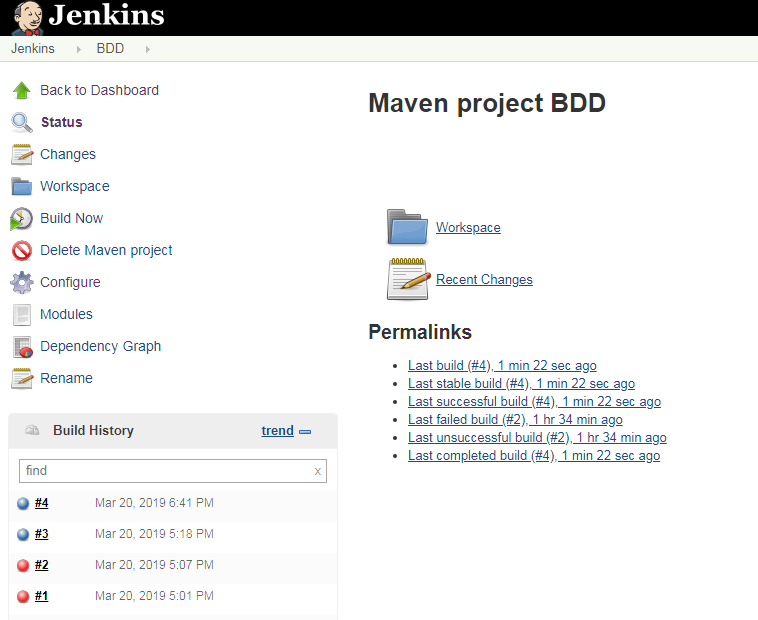 Jenkins
Jenkins BDD
Back to Dashboard
Status
Changes
Workspace
Build Now
Delete Maven project
Configure
Modules
Dependency Graph
Rename
Build History trend
find x
#4 Mar 20, 2019 6:41 PM
#3 Mar 20, 2019 5:18 PM
#2 Mar 20, 2019 5:07 PM
#1 Mar 20, 2019 5:01 PM
Maven project BDD
Workspace
Recent Changes
Permalinks
Last build (#4), 1 min 22 sec ago
Last stable build (#4), 1 min 22 sec ago
Last successful build (#4), 1 min 22 sec ago
Last failed build (#2), 1 hr 34 min ago
Last unsuccessful build (#2), 1 hr 34 min ago
Last completed build (#4), 1 min 22 sec ago